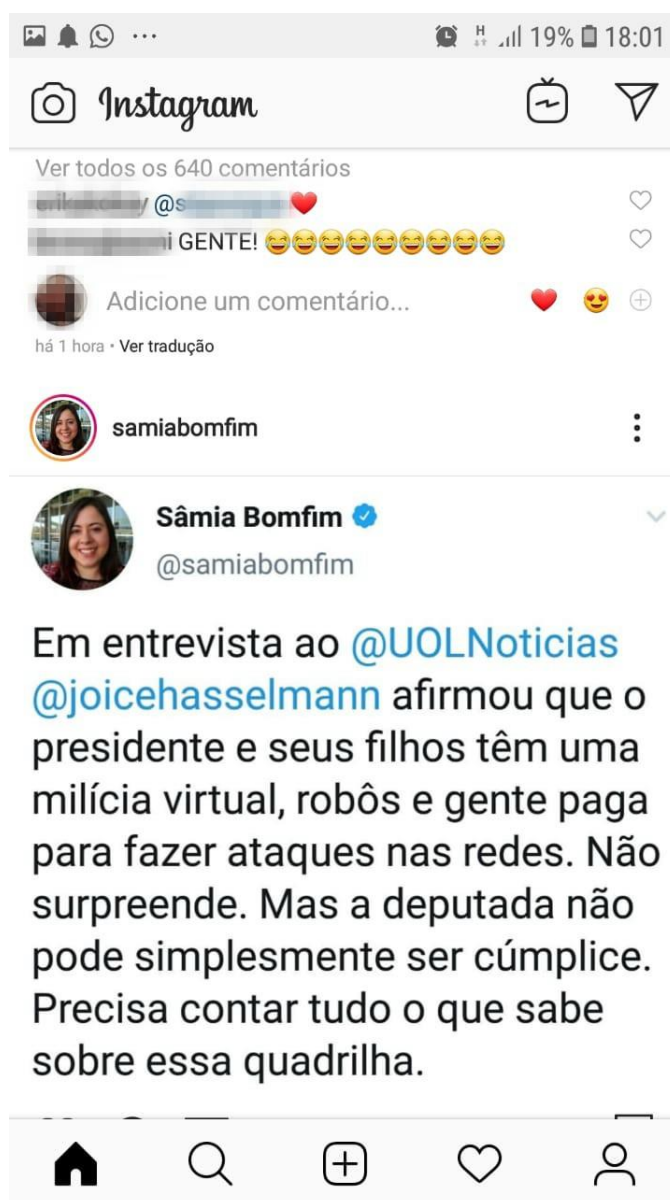 19% 18:01
Instagram
Ver todos os 640 comentários
@s
GENTE! 😂😂😂😂😂😂😂😂😂
Adicione um comentário...
há 1 hora • Ver tradução
samiabomfim
Sâmia Bomfim
@samiabomfim
Em entrevista ao @UOLNoticias
@joicehasselmann afirmou que o
presidente e seus filhos têm uma
milícia virtual, robôs e gente paga
para fazer ataques nas redes. Não
surpreende. Mas a deputada não
pode simplesmente ser cúmplice.
Precisa contar tudo o que sabe
sobre essa quadrilha.